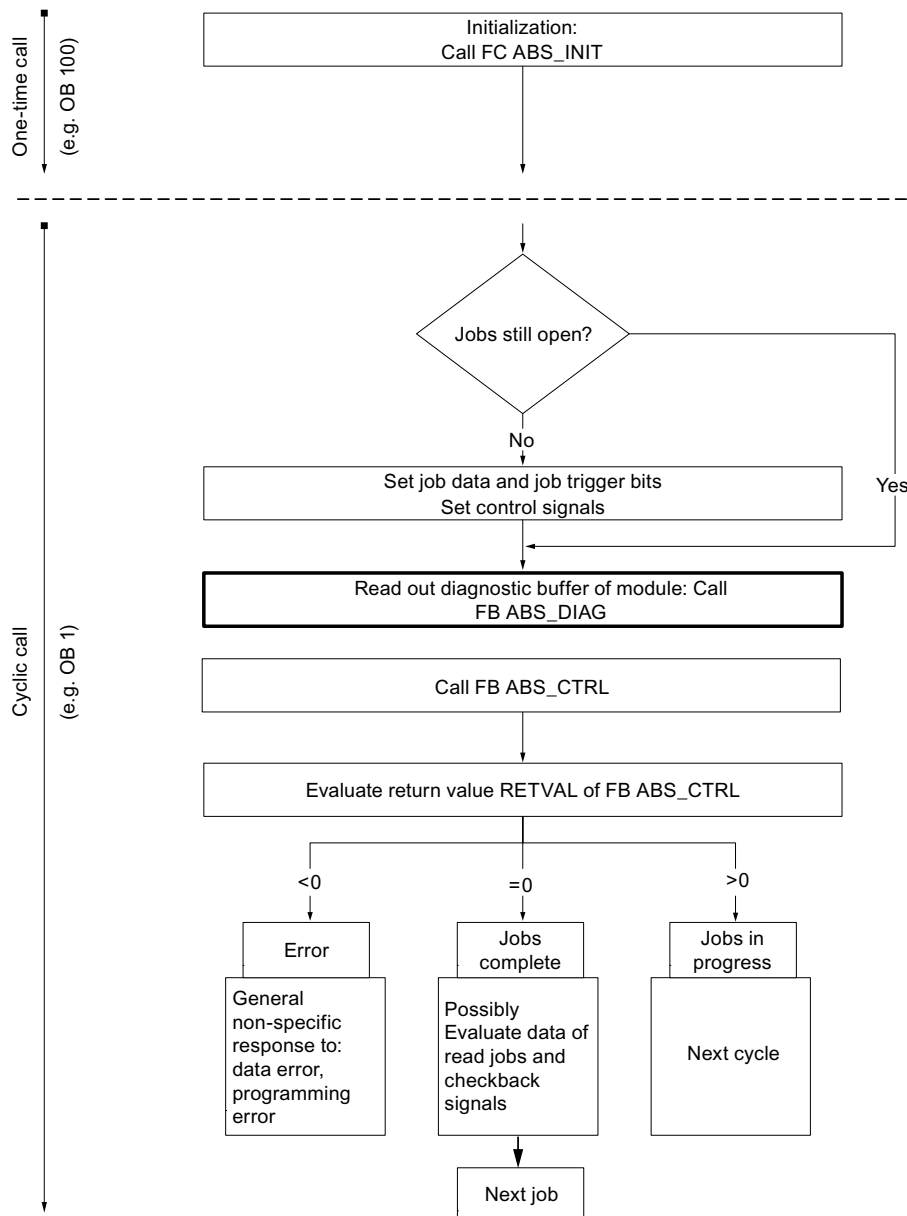 One-time call
(e.g. OB 100)
Initialization:
Call FC ABS_INIT
Cyclic call
(e.g. OB 1)
Jobs still open?
No
Yes
Set job data and job trigger bits
Set control signals
Read out diagnostic buffer of module: Call
FB ABS_DIAG
Call FB ABS_CTRL
Evaluate return value RETVAL of FB ABS_CTRL
<0
=0
>0
Error
General
non-specific
response to:
data error,
programming
error
Jobs
complete
Possibly
Evaluate data of
read jobs and
checkback
signals
Next job
Jobs in
progress
Next cycle